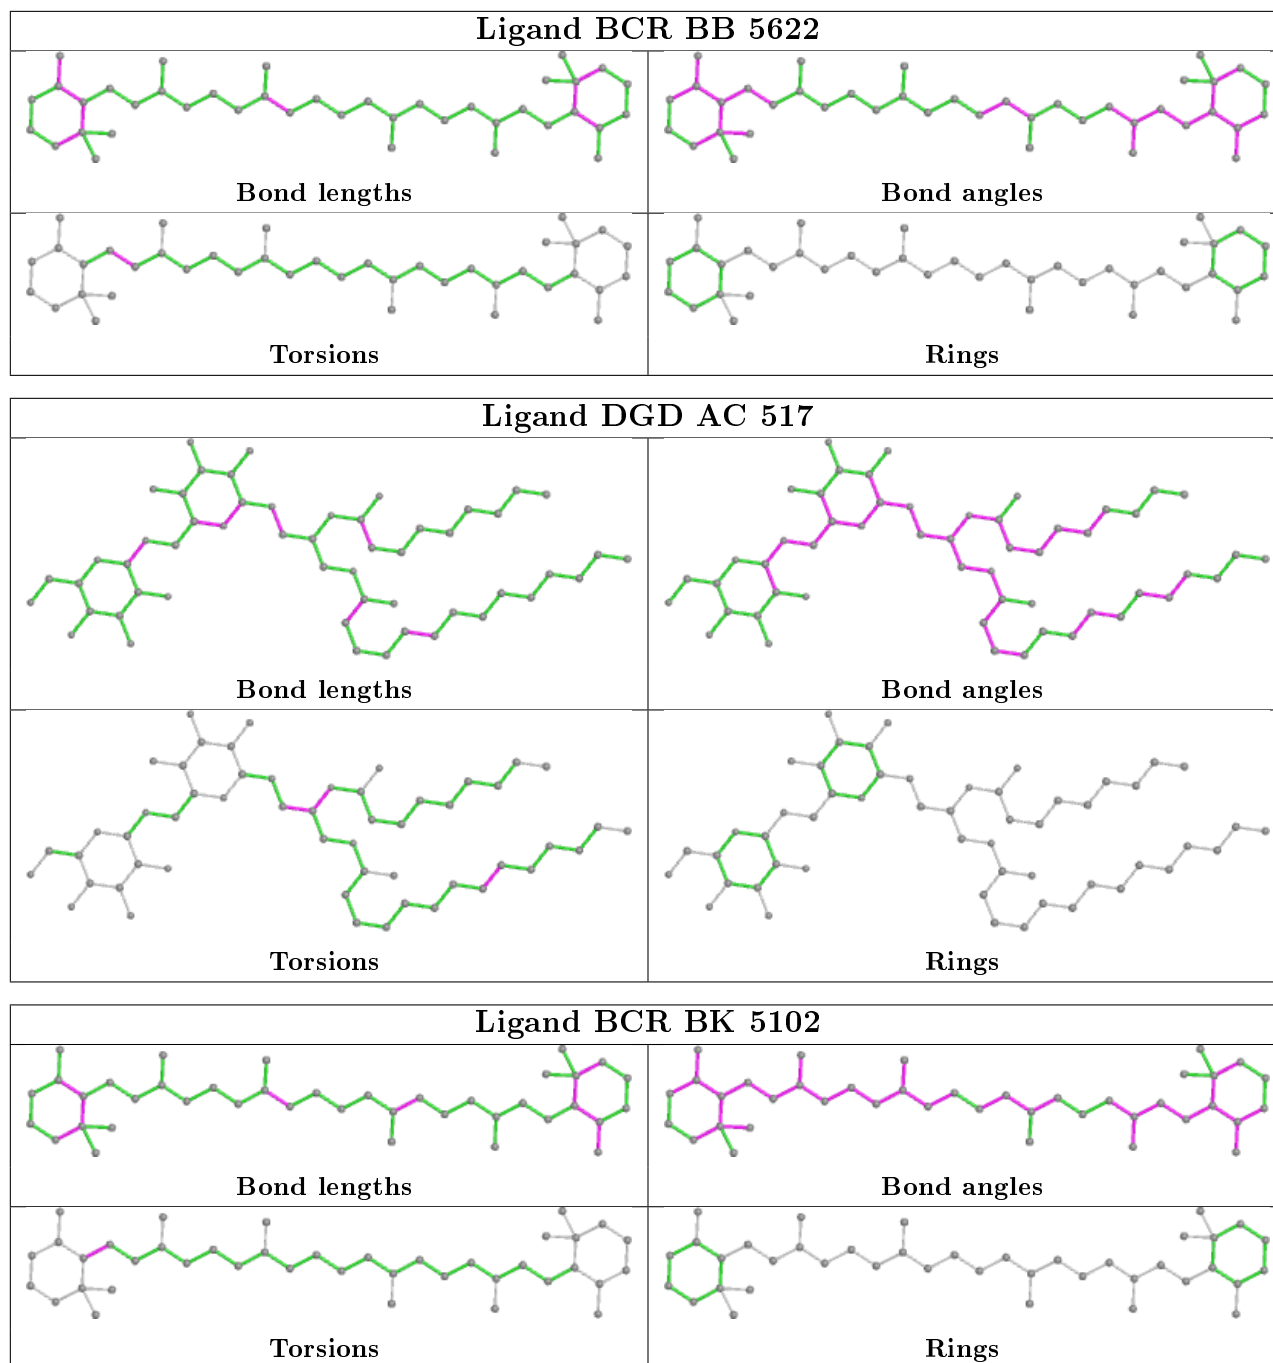 Ligand BCR BB 5622
Bond lengths
Bond angles
Torsions
Rings
Ligand DGD AC 517
Bond lengths
Bond angles
Torsions
Rings
Ligand BCR BK 5102
Bond lengths
Bond angles
Torsions
Rings